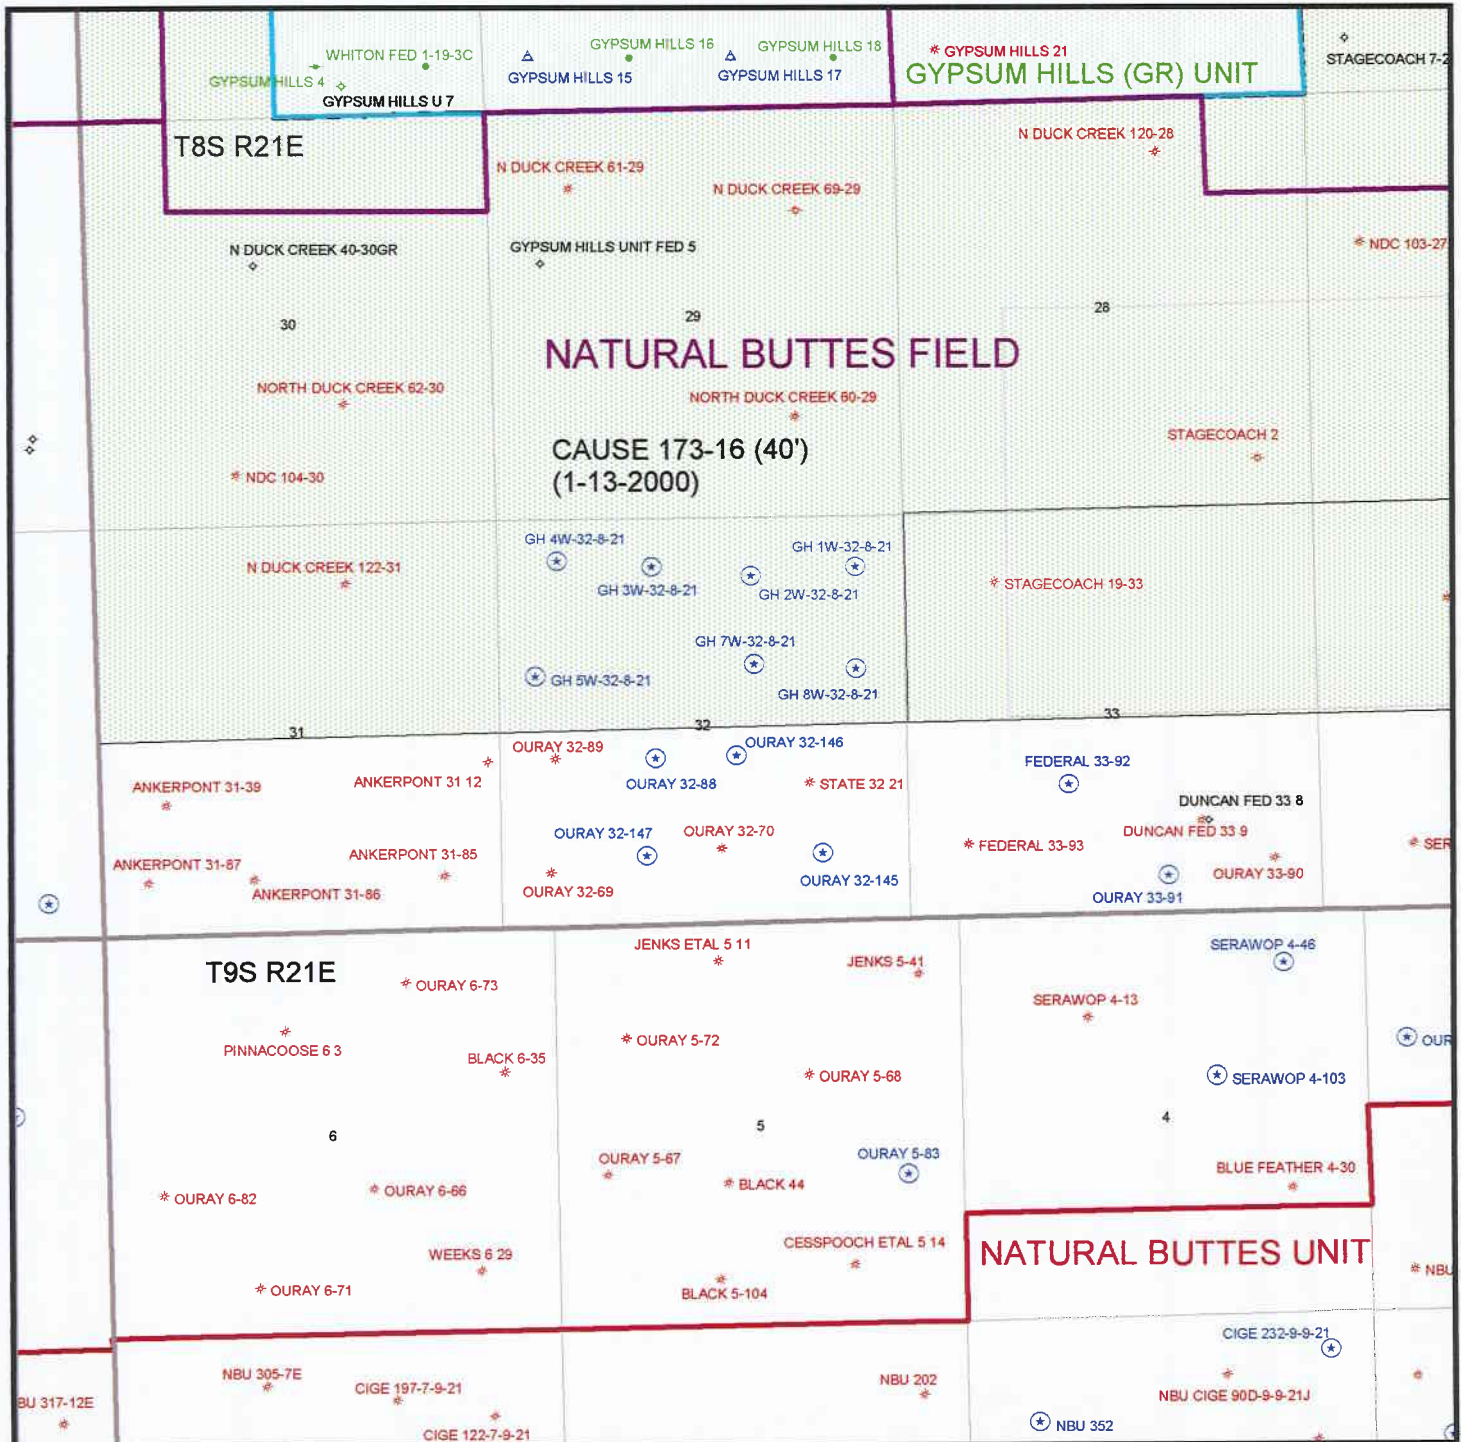 WHITON FED 1-19-3C
GYPSUM HILLS 16
GYPSUM HILLS 18
GYPSUM HILLS 21
STAGECOACH 7-2
GYPSUM HILLS 4
GYPSUM HILLS 15
GYPSUM HILLS 17
GYPSUM HILLS (GR) UNIT
GYPSUM HILLS U 7
T8S R21E
N DUCK CREEK 120-28
N DUCK CREEK 61-29
N DUCK CREEK 69-29
N DUCK CREEK 40-30GR
GYPSUM HILLS UNIT FED 5
NDC 103-27
30
29
28
NATURAL BUTTES FIELD
NORTH DUCK CREEK 62-30
NORTH DUCK CREEK 60-29
STAGECOACH 2
CAUSE 173-16 (40')
(1-13-2000)
NDC 104-30
GH 4W-32-8-21
GH 1W-32-8-21
N DUCK CREEK 122-31
GH 3W-32-8-21
GH 2W-32-8-21
STAGECOACH 19-33
GH 7W-32-8-21
GH 5W-32-8-21
GH 8W-32-8-21
31
32
33
OURAY 32-89
OURAY 32-146
FEDERAL 33-92
ANKERPONT 31-39
ANKERPONT 31 12
OURAY 32-88
STATE 32 21
DUNCAN FED 33 8
OURAY 32-147
OURAY 32-70
DUNCAN FED 33 9
FEDERAL 33-93
SER
ANKERPONT 31-87
ANKERPONT 31-85
ANKERPONT 31-86
OURAY 32-69
OURAY 32-145
OURAY 33-90
OURAY 33-91
T9S R21E
JENKS ETAL 5 11
JENKS 5-41
SERAWOP 4-46
OURAY 6-73
SERAWOP 4-13
PINNACOOSE 6 3
BLACK 6-35
OURAY 5-72
OUR
OURAY 5-68
SERAWOP 4-103
6
5
4
OURAY 5-67
OURAY 5-83
BLUE FEATHER 4-30
OURAY 6-82
OURAY 6-66
BLACK 44
WEEKS 6 29
CESSPOOCH ETAL 5 14
NATURAL BUTTES UNIT
NBU
OURAY 6-71
BLACK 5-104
CIGE 232-9-9-21
NBU 305-7E
CIGE 197-7-9-21
NBU 202
NBU CIGE 90D-9-9-21J
BU 317-12E
CIGE 122-7-9-21
NBU 352